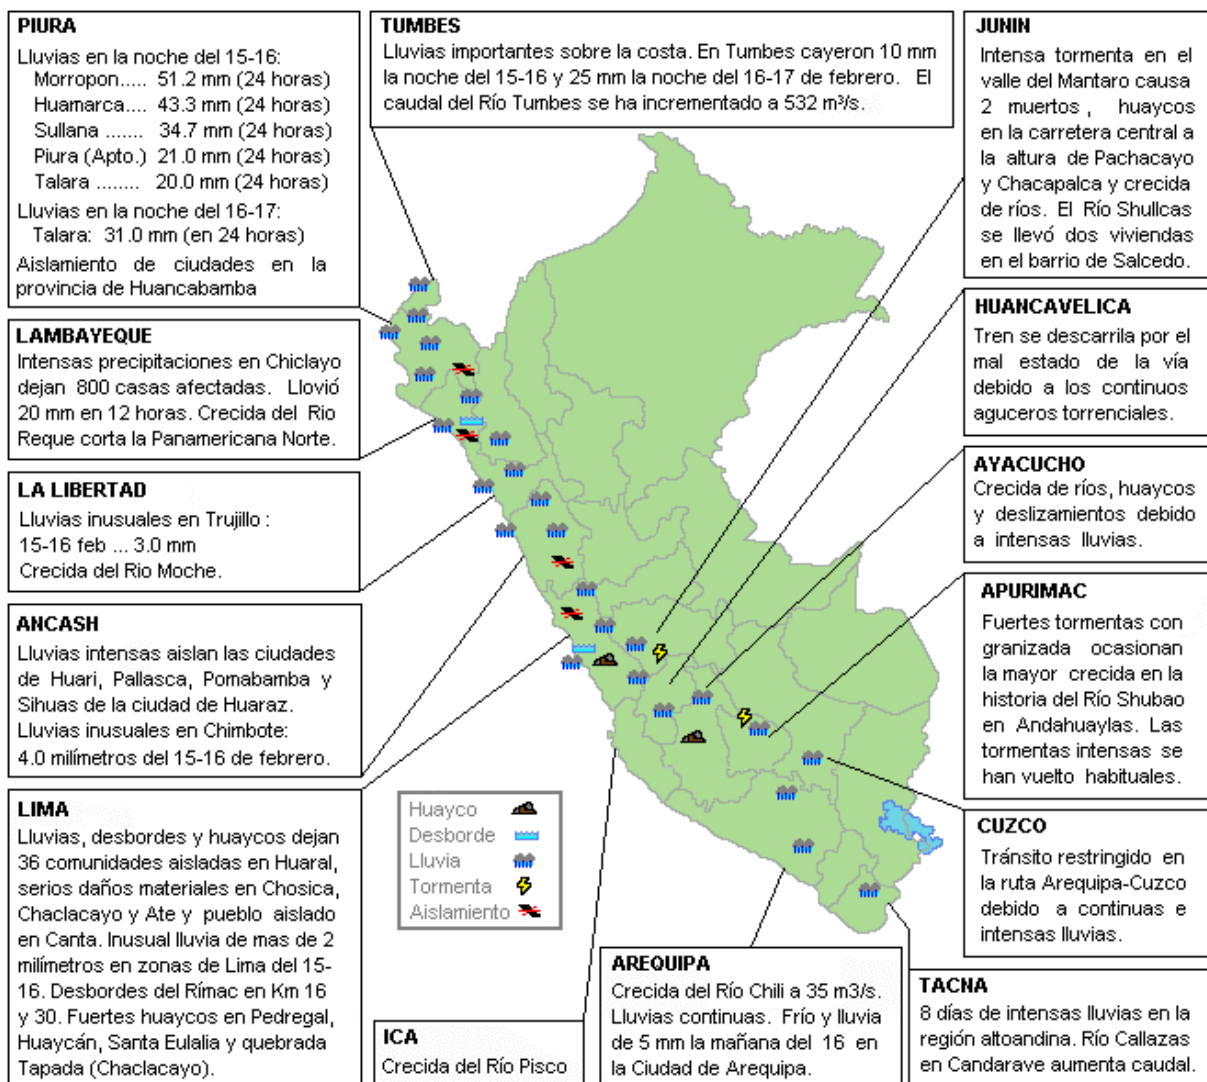 PIURA
Lluvias en la noche del 15-16:
Morropon..... 51.2 mm (24 horas)
Huamarca.... 43.3 mm (24 horas)
Sullana ....... 34.7 mm (24 horas)
Piura (Apto.) 21.0 mm (24 horas)
Talara ........ 20.0 mm (24 horas)
Lluvias en la noche del 16-17:
Talara: 31.0 mm (en 24 horas)
Aislamiento de ciudades en la
provincia de Huancabamba
TUMBES
Lluvias importantes sobre la costa. En Tumbes cayeron 10 mm
la noche del 15-16 y 25 mm la noche del 16-17 de febrero. El
caudal del Río Tumbes se ha incrementado a 532 m³/s.
JUNIN
Intensa tormenta en el
valle del Mantaro causa
2 muertos , huaycos
en la carretera central a
la altura de Pachacayo
y Chacapalca y crecida
de ríos. El Río Shullcas
se llevó dos viviendas
en el barrio de Salcedo.
LAMBAYEQUE
Intensas precipitaciones en Chiclayo
dejan 800 casas afectadas. Llovió
20 mm en 12 horas. Crecida del Rio
Reque corta la Panamericana Norte.
HUANCAVELICA
Tren se descarrila por el
mal estado de la vía
debido a los continuos
aguceros torrenciales.
LA LIBERTAD
Lluvias inusuales en Trujillo :
15-16 feb ... 3.0 mm
Crecida del Rio Moche.
AYACUCHO
Crecida de ríos, huaycos
y deslizamientos debido
a intensas lluvias.
ANCASH
Lluvias intensas aislan las ciudades
de Huari, Pallasca, Pomabamba y
Sihuas de la ciudad de Huaraz.
Lluvias inusuales en Chimbote:
4.0 milímetros del 15-16 de febrero.
APURIMAC
Fuertes tormentas con
granizada ocasionan
la mayor crecida en la
historia del Río Shubao
en Andahuaylas. Las
tormentas intensas se
han vuelto habituales.
LIMA
Lluvias, desbordes y huaycos dejan
36 comunidades aisladas en Huaral,
serios daños materiales en Chosica,
Chaclacayo y Ate y pueblo aislado
en Canta. Inusual lluvia de mas de 2
milímetros en zonas de Lima del 15-
16. Desbordes del Rímac en Km 16
y 30. Fuertes huaycos en Pedregal,
Huaycán, Santa Eulalia y quebrada
Tapada (Chaclacayo).
Huayco
Desborde
Lluvia
Tormenta
Aislamiento
CUZCO
Tránsito restringido en
la ruta Arequipa-Cuzco
debido a continuas e
intensas lluvias.
ICA
Crecida del Río Pisco
AREQUIPA
Crecida del Río Chili a 35 m3/s.
Lluvias continuas. Frío y lluvia
de 5 mm la mañana del 16 en
la Ciudad de Arequipa.
TACNA
8 días de intensas lluvias en la
región altoandina. Río Callazas
en Candarave aumenta caudal.